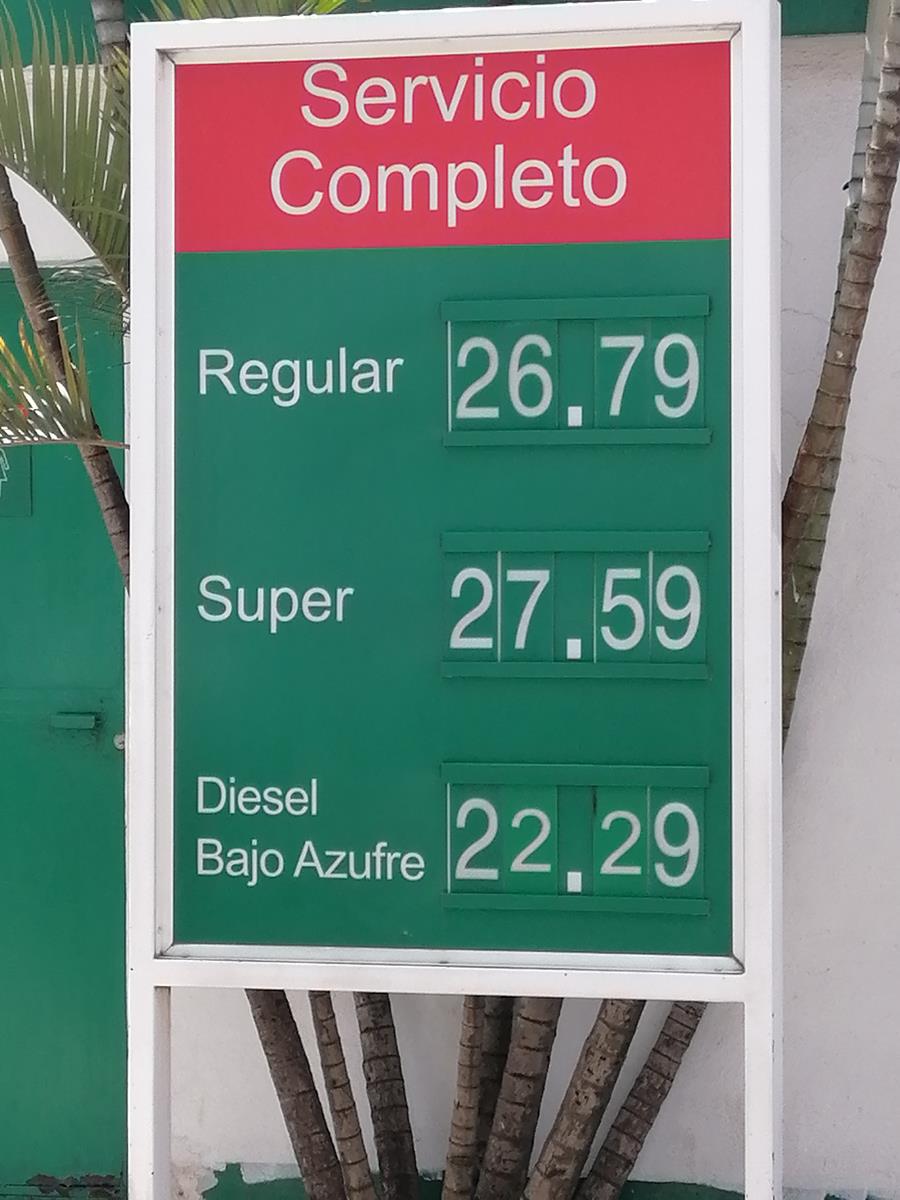 Servicio
Completo
Regular 26.79
Super 27.59
Diesel
Bajo Azufre 22.29